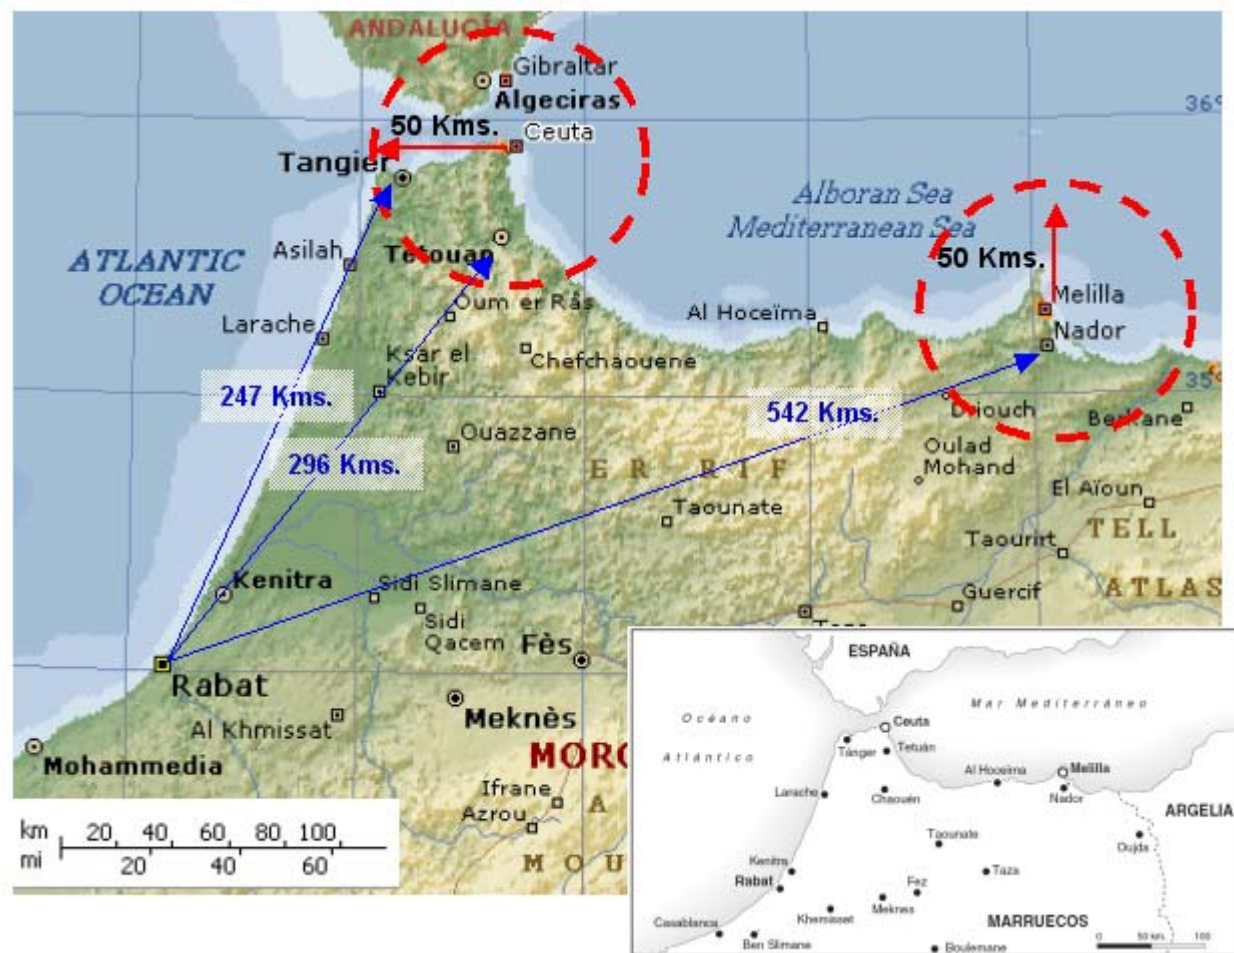 ANDALUCÍA
Gibraltar
Algeciras
36°
50 Kms.
Ceuta
Tangier
Alboran Sea
Mediterranean Sea
ATLANTIC
OCEAN
Asilah
Tetouan
50 Kms.
Melilla
Oum er Rås
Al Hoceïma
Nador
Larache
Chefchaouene
Ksar el
Kebir
35°
247 Kms.
542 Kms.
Driouch
Berkane
Ouazzane
Oulad
Mohand
296 Kms.
ER RIF
El Aïoun
Taounate
TELL
Taourirt
Kenitra
Sidi Slimane
Guercif
ATLAS
Sidi
Qacem
Fès
Rabat
Meknès
Al Khmissat
Mohammedia
Ifrane
Azrou
km 20 40 60 80 100
mi 20 40 60
ESPAÑA
Mar Mediterráneo
Océano
Atlántico
Ceuta
Tánger
Tetuán
Al Hoceima
Melilla
Larache
Chaouén
Nador
ARGELIA
Taounate
Oujda
Kenitra
Rabat
Fez
Taza
Khemisset
Meknes
Casablanca
MARRUECOS
Ben Slimane
Boulemane
0 50 km. 100